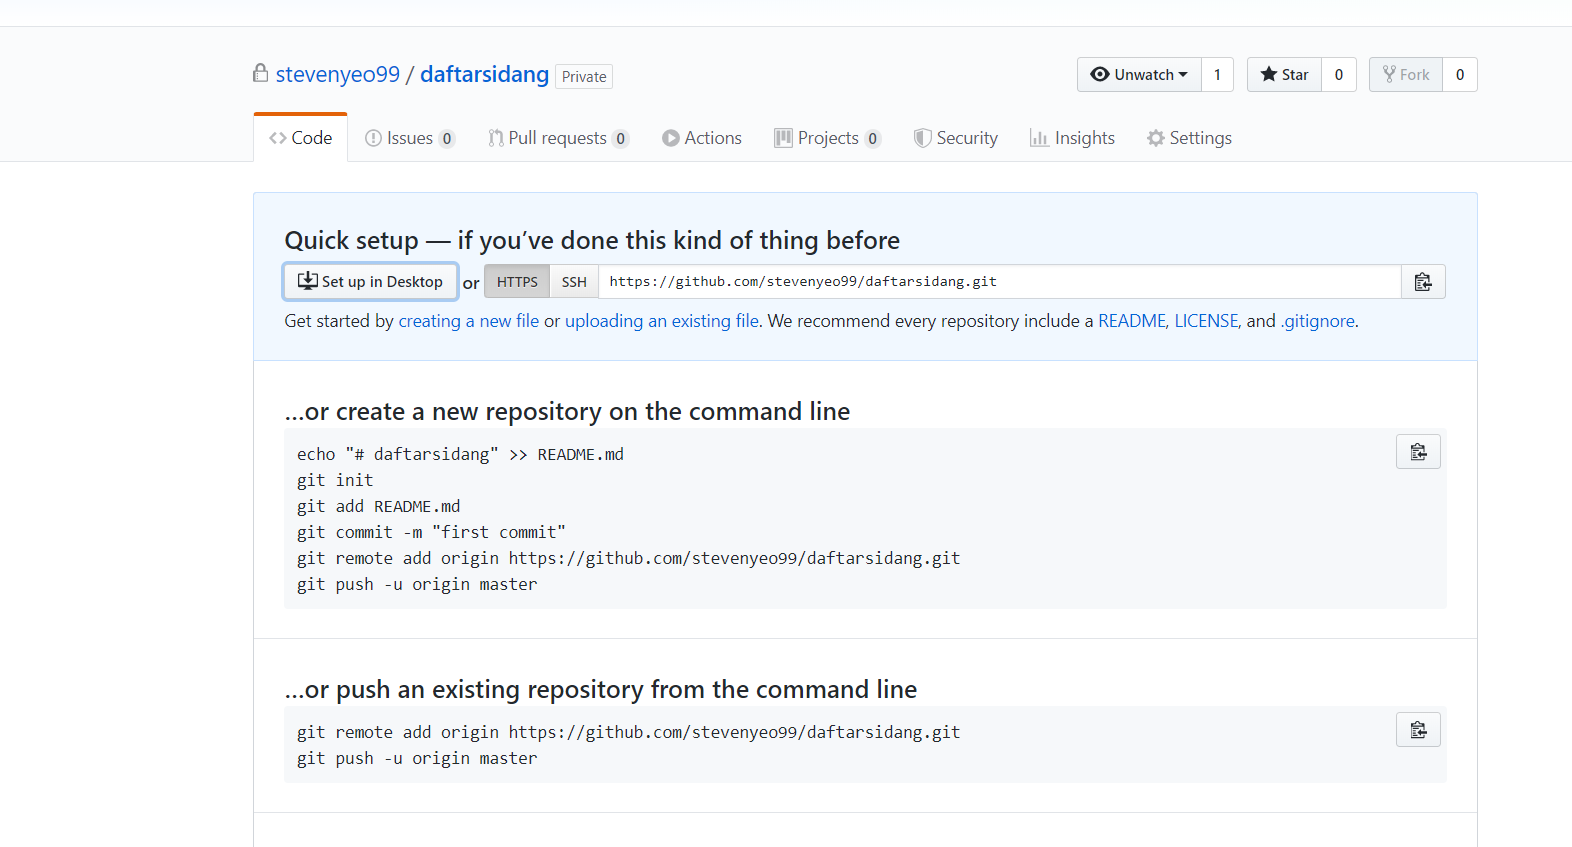 stevenyeo99 / daftarsidang Private
Unwatch 1 Star 0 Fork 0
Code Issues 0 Pull requests 0 Actions Projects 0 Security Insights Settings
Quick setup — if you’ve done this kind of thing before
Set up in Desktop or HTTPS SSH https://github.com/stevenyeo99/daftarsidang.git
Get started by creating a new file or uploading an existing file. We recommend every repository include a README, LICENSE, and .gitignore.
…or create a new repository on the command line
echo "# daftarsidang" >> README.md
git init
git add README.md
git commit -m "first commit"
git remote add origin https://github.com/stevenyeo99/daftarsidang.git
git push -u origin master
…or push an existing repository from the command line
git remote add origin https://github.com/stevenyeo99/daftarsidang.git
git push -u origin master